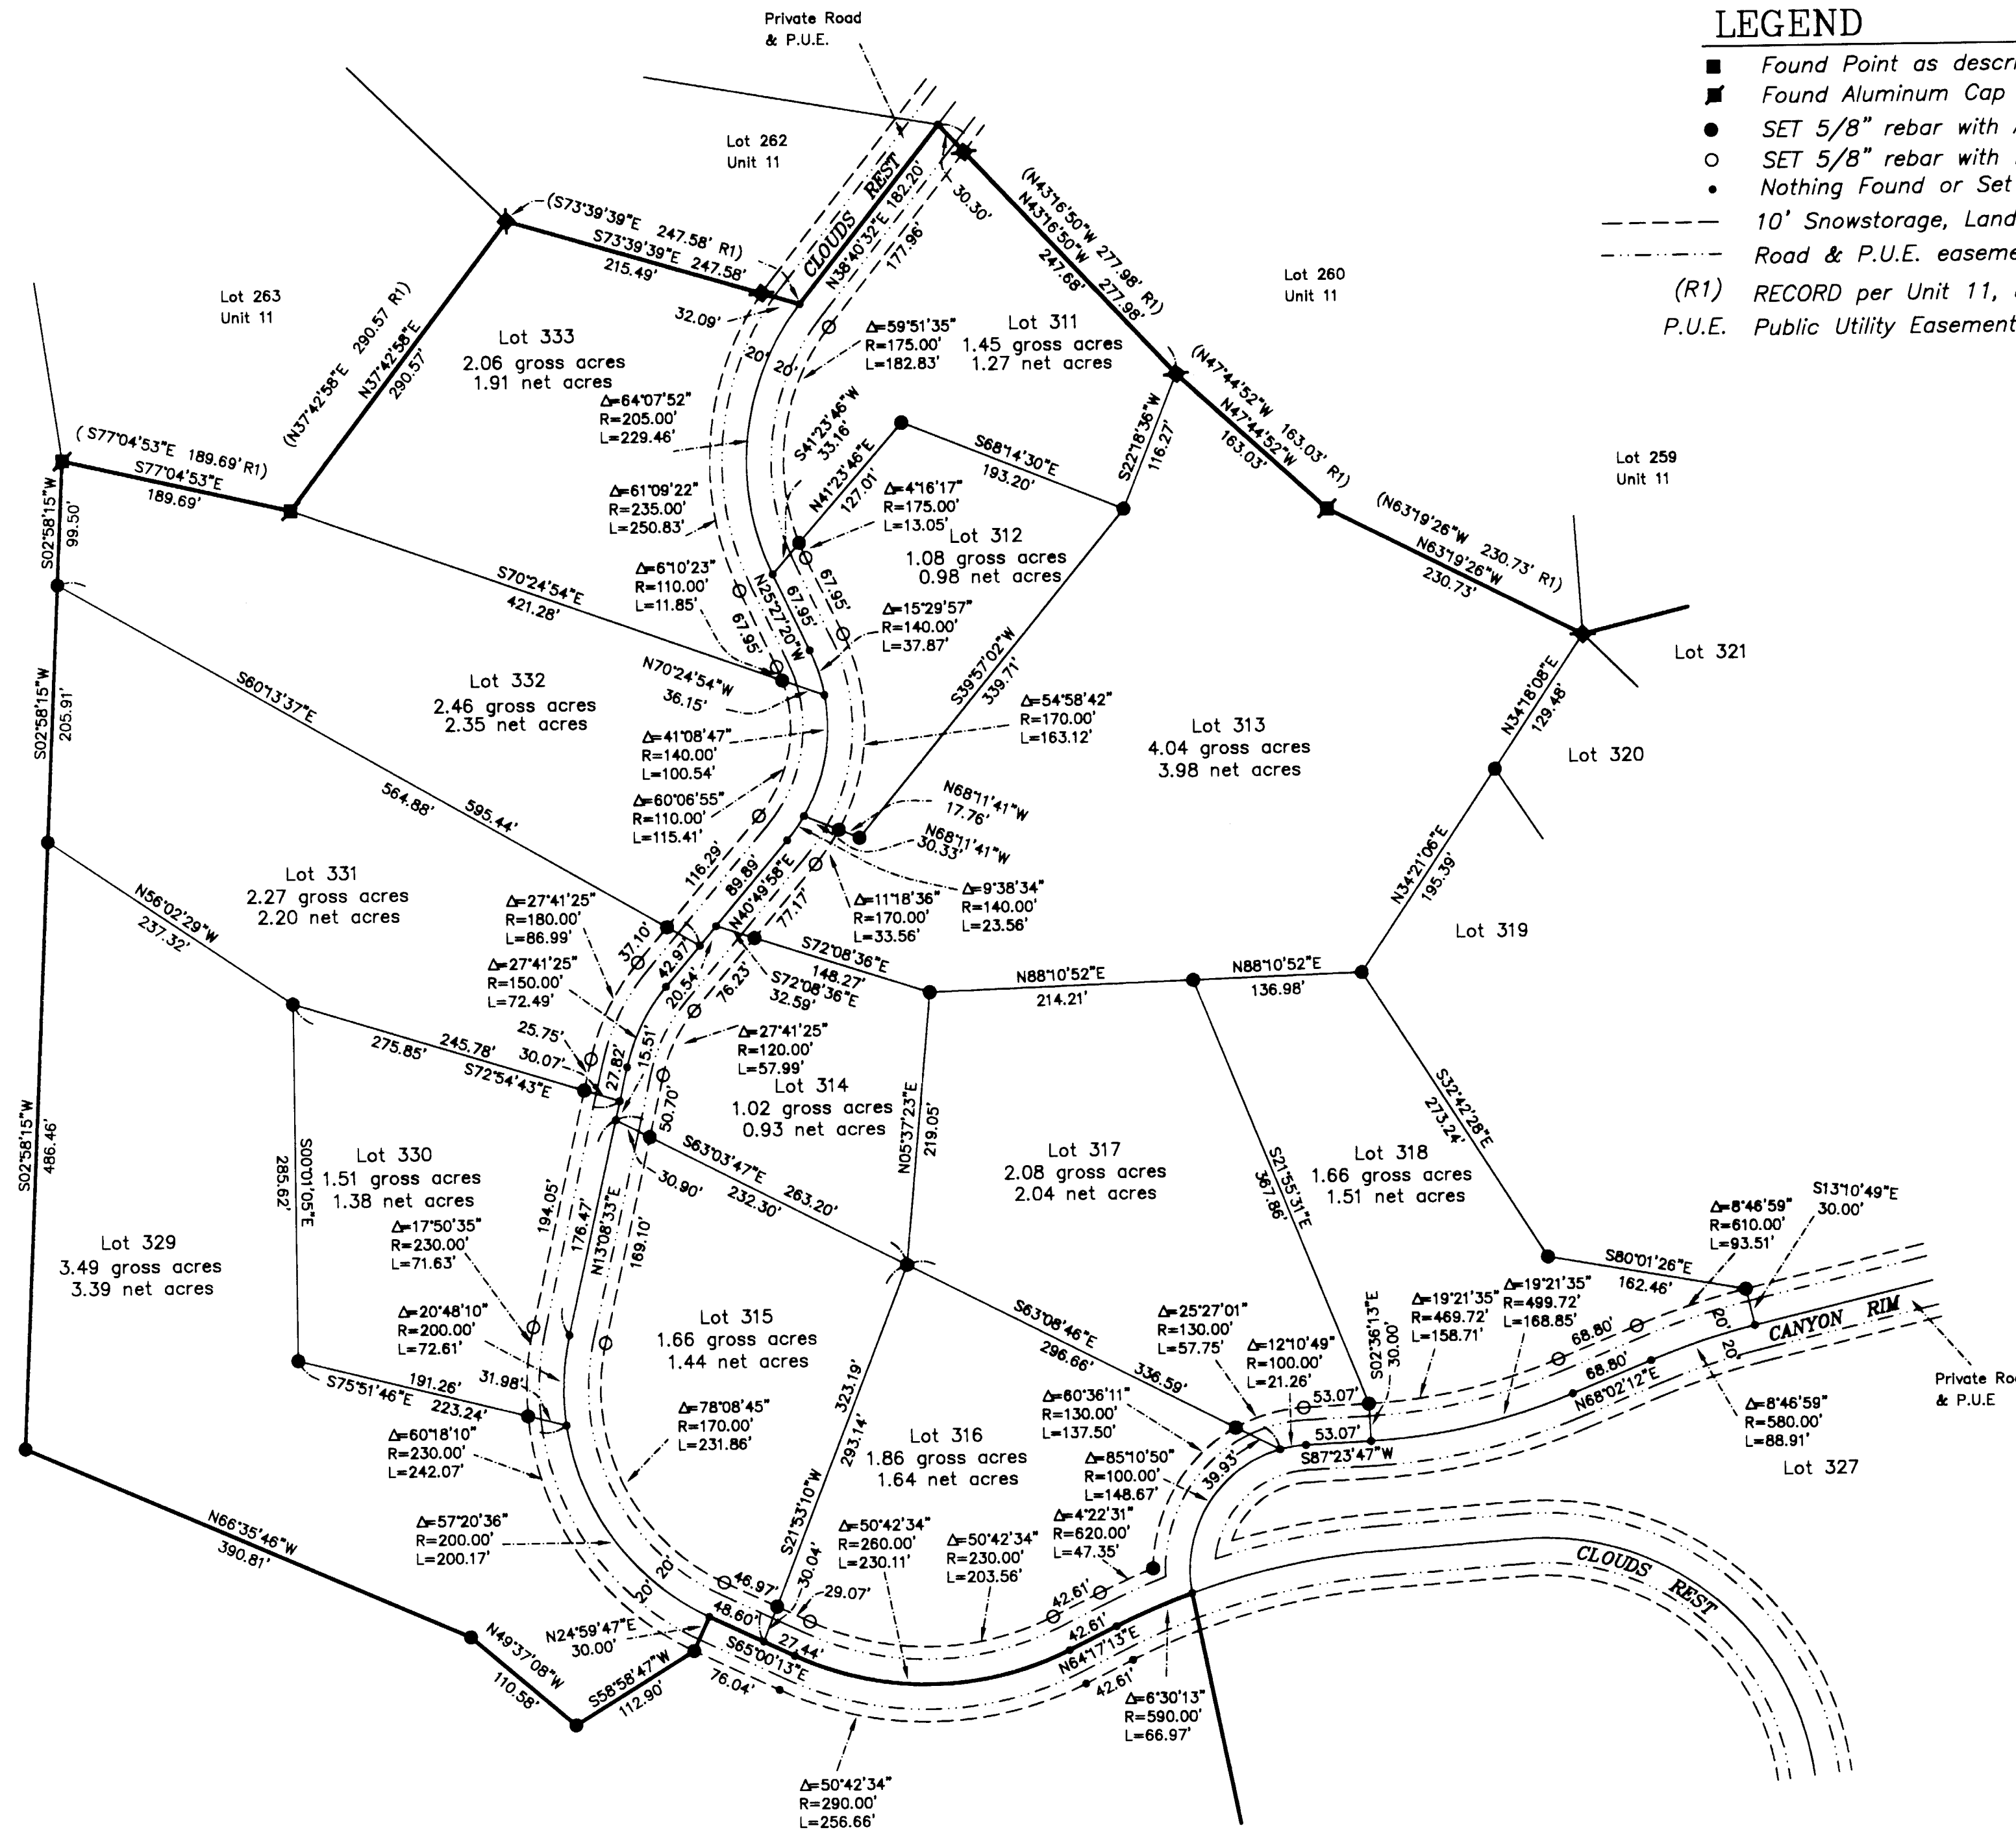 LEGEND
Found Point as descri
Found Aluminum Cap
SET 5/8" rebar with
SET 5/8" rebar with
Nothing Found or Set
10' Snowstorage, Land
Road & P.U.E. easeme
(R1) RECORD per Unit 11,
P.U.E. Public Utility Easement
Private Road
& P.U.E.
Lot 262
Unit 11
CLOUDS REST
N38°40'32"E 182.20'
177.96'
30.30'
(N43°16'50"W 277.98' R1)
N43°16'50"W 277.98'
247.68'
Lot 260
Unit 11
(S73°39'39"E 247.58' R1)
S73°39'39"E 247.58'
215.49'
32.09'
Lot 263
Unit 11
(N37°42'58"E 290.57 R1)
N37°42'58"E
290.57'
Lot 333
2.06 gross acres
1.91 net acres
20' 20'
Δ=59°51'35"
R=175.00'
L=182.83'
Lot 311
1.45 gross acres
1.27 net acres
(N47°44'52"W 163.03' R1)
N47°44'52"W
163.03'
Δ=64°07'52"
R=205.00'
L=229.46'
S41°23'46"W
33.16'
N41°23'46"E
127.01'
S68°14'30"E
193.20'
S22°18'36"W
116.27'
Lot 259
Unit 11
(S77°04'53"E 189.69' R1)
S77°04'53"E
189.69'
S02°58'15"W
99.50'
Δ=61°09'22"
R=235.00'
L=250.83'
Δ=4°16'17"
R=175.00'
L=13.05'
Lot 312
1.08 gross acres
0.98 net acres
(N63°19'26"W 230.73' R1)
N63°19'26"W
230.73'
S70°24'54"E
421.28'
Δ=6°10'23"
R=110.00'
L=11.85'
67.95'
N25°27'20"W
67.95'
67.95'
Δ=15°29'57"
R=140.00'
L=37.87'
S39°57'02"W
339.71'
Lot 321
N70°24'54"W
36.15'
Lot 332
2.46 gross acres
2.35 net acres
S60°13'37"E
595.44'
564.88'
S02°58'15"W
205.91'
Δ=54°58'42"
R=170.00'
L=163.12'
Lot 313
4.04 gross acres
3.98 net acres
N34°18'08"E
129.48'
Lot 320
Δ=41°08'47"
R=140.00'
L=100.54'
Δ=60°06'55"
R=110.00'
L=115.41'
N68°11'41"W
17.76'
N68°11'41"W
30.33'
Lot 331
2.27 gross acres
2.20 net acres
116.29'
89.89'
N40°49'58"E
77.17'
Δ=11°18'36"
R=170.00'
L=33.56'
Δ=9°38'34"
R=140.00'
L=23.56'
N34°21'06"E
195.39'
Lot 319
N56°02'29"W
237.32'
Δ=27°41'25"
R=180.00'
L=86.99'
37.10'
42.97'
20.54'
76.23'
S72°08'36"E
148.27'
S72°08'36"E
32.59'
N88°10'52"E
214.21'
N88°10'52"E
136.98'
Δ=27°41'25"
R=150.00'
L=72.49'
25.75'
245.78' 30.07'
275.85' S72°54'43"E
27.82'
15.51'
Δ=27°41'25"
R=120.00'
L=57.99'
Lot 314
1.02 gross acres
0.93 net acres
50.70'
S63°03'47"E 263.20'
30.90' 232.30'
N05°37'23"E
219.05'
S32°42'28"E
273.24'
S02°58'15"W
486.46'
S00°01'05"E
285.62'
Lot 330
1.51 gross acres
1.38 net acres
194.05'
176.47'
N13°08'33"E
169.10'
Lot 317
2.08 gross acres
2.04 net acres
S21°55'31"E
367.86'
Lot 318
1.66 gross acres
1.51 net acres
Δ=8°46'59"
R=610.00'
L=93.51'
S13°10'49"E
30.00'
Lot 329
3.49 gross acres
3.39 net acres
Δ=17°50'35"
R=230.00'
L=71.63'
S80°01'26"E
162.46'
Δ=20°48'10"
R=200.00'
L=72.61'
Lot 315
1.66 gross acres
1.44 net acres
S63°08'46"E
296.66' 336.59'
Δ=25°27'01"
R=130.00'
L=57.75'
Δ=12°10'49"
R=100.00'
L=21.26'
S02°36'13"E
30.00'
Δ=19°21'35"
R=469.72'
L=158.71'
Δ=19°21'35"
R=499.72'
L=168.85'
68.80'
68.80'
N68°02'12"E
20'
20'
CANYON RIM
Private Ro
& P.U.E
191.26' 31.98'
S75°51'46"E 223.24'
Δ=60°18'10"
R=230.00'
L=242.07'
Δ=78°08'45"
R=170.00'
L=231.86'
323.19'
293.14'
S21°53'10"W
30.04'
Lot 316
1.86 gross acres
1.64 net acres
Δ=60°36'11"
R=130.00'
L=137.50'
39.93'
53.07'
53.07'
S87°23'47"W
Δ=8°46'59"
R=580.00'
L=88.91'
Lot 327
Δ=85°10'50"
R=100.00'
L=148.67'
N66°35'46"W
390.81'
Δ=57°20'36"
R=200.00'
L=200.17'
Δ=50°42'34"
R=260.00'
L=230.11'
Δ=50°42'34"
R=230.00'
L=203.56'
Δ=4°22'31"
R=620.00'
L=47.35'
CLOUDS REST
20' 20'
46.97'
29.07'
42.61'
N24°59'47"E
30.00'
48.60'
27.44'
S65°00'13"E
42.61'
N64°17'13"E
42.61'
N49°37'08"W
110.58'
S58°58'47"W
112.90'
76.04'
Δ=6°30'13"
R=590.00'
L=66.97'
Δ=50°42'34"
R=290.00'
L=256.66'